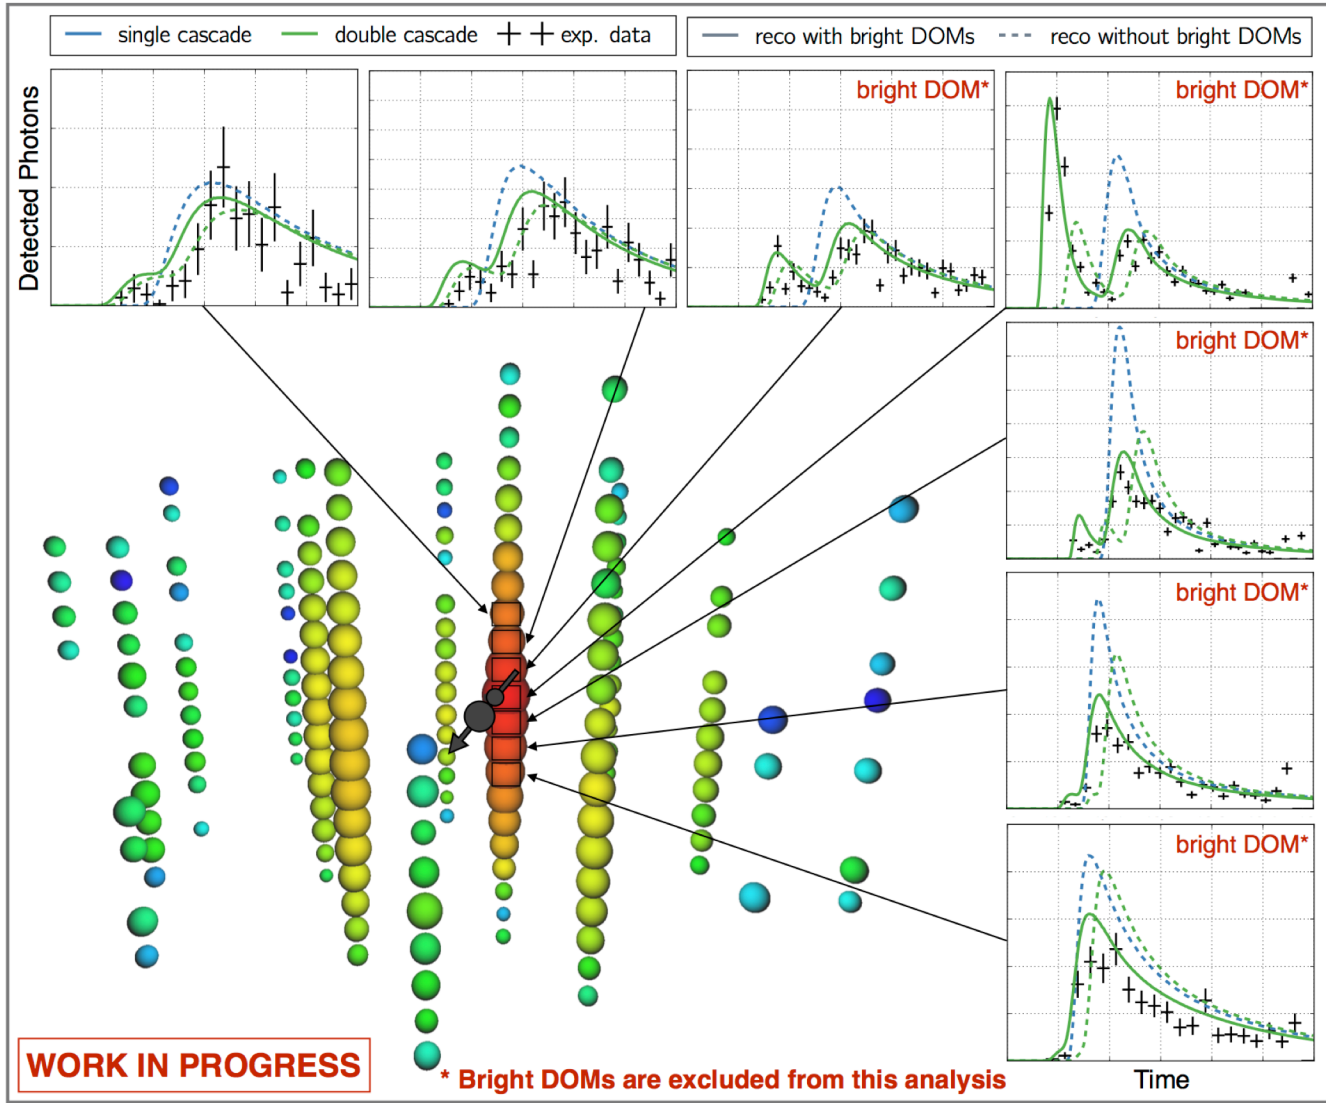 single cascade double cascade exp. data
reco with bright DOMs reco without bright DOMs
Detected Photons
bright DOM*
bright DOM*
bright DOM*
bright DOM*
bright DOM*
WORK IN PROGRESS
* Bright DOMs are excluded from this analysis
Time